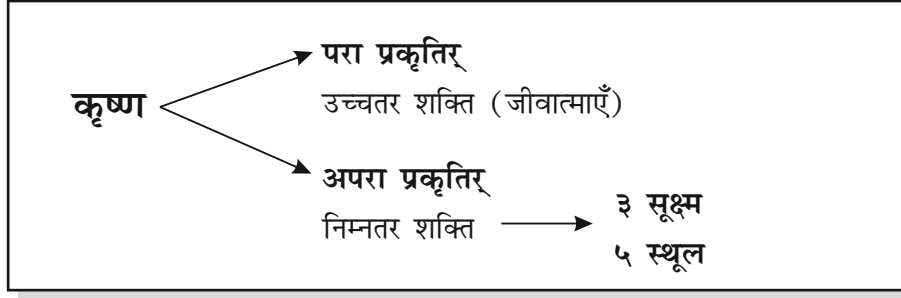 परा प्रकृतिर्
कृष्ण
उच्चतर शक्ति (जीवात्माएँ)
अपरा प्रकृतिर्
निम्नतर शक्ति
३ सूक्ष्म
५ स्थूल